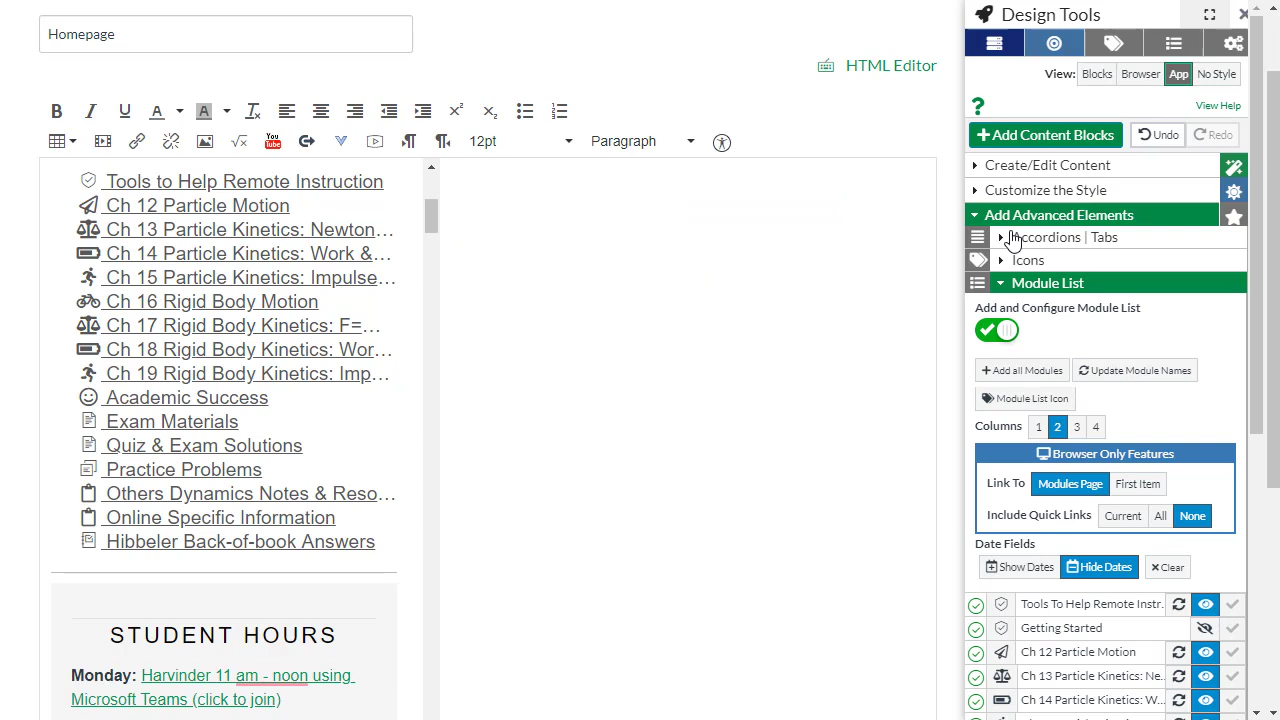 Homepage
HTML Editor
B I U A A
12pt Paragraph
You Tube
Tools to Help Remote Instruction
Ch 12 Particle Motion
Ch 13 Particle Kinetics: Newton…
Ch 14 Particle Kinetics: Work &…
Ch 15 Particle Kinetics: Impulse…
Ch 16 Rigid Body Motion
Ch 17 Rigid Body Kinetics: F=…
Ch 18 Rigid Body Kinetics: Wor…
Ch 19 Rigid Body Kinetics: Imp…
Academic Success
Exam Materials
Quiz & Exam Solutions
Practice Problems
Others Dynamics Notes & Reso…
Online Specific Information
Hibbeler Back-of-book Answers
STUDENT HOURS
Monday: Harvinder 11 am - noon using
Microsoft Teams (click to join)
Design Tools
View: Blocks Browser App No Style
? View Help
+Add Content Blocks Undo Redo
Create/Edit Content
Customize the Style
Add Advanced Elements
Accordions | Tabs
Icons
Module List
Add and Configure Module List
+Add all Modules Update Module Names
Module List Icon
Columns 1 2 3 4
Browser Only Features
Link To Modules Page First Item
Include Quick Links Current All None
Date Fields
Show Dates Hide Dates ×Clear
Tools To Help Remote Instr.
Getting Started
Ch 12 Particle Motion
Ch 13 Particle Kinetics: Ne..
Ch 14 Particle Kinetics: W..